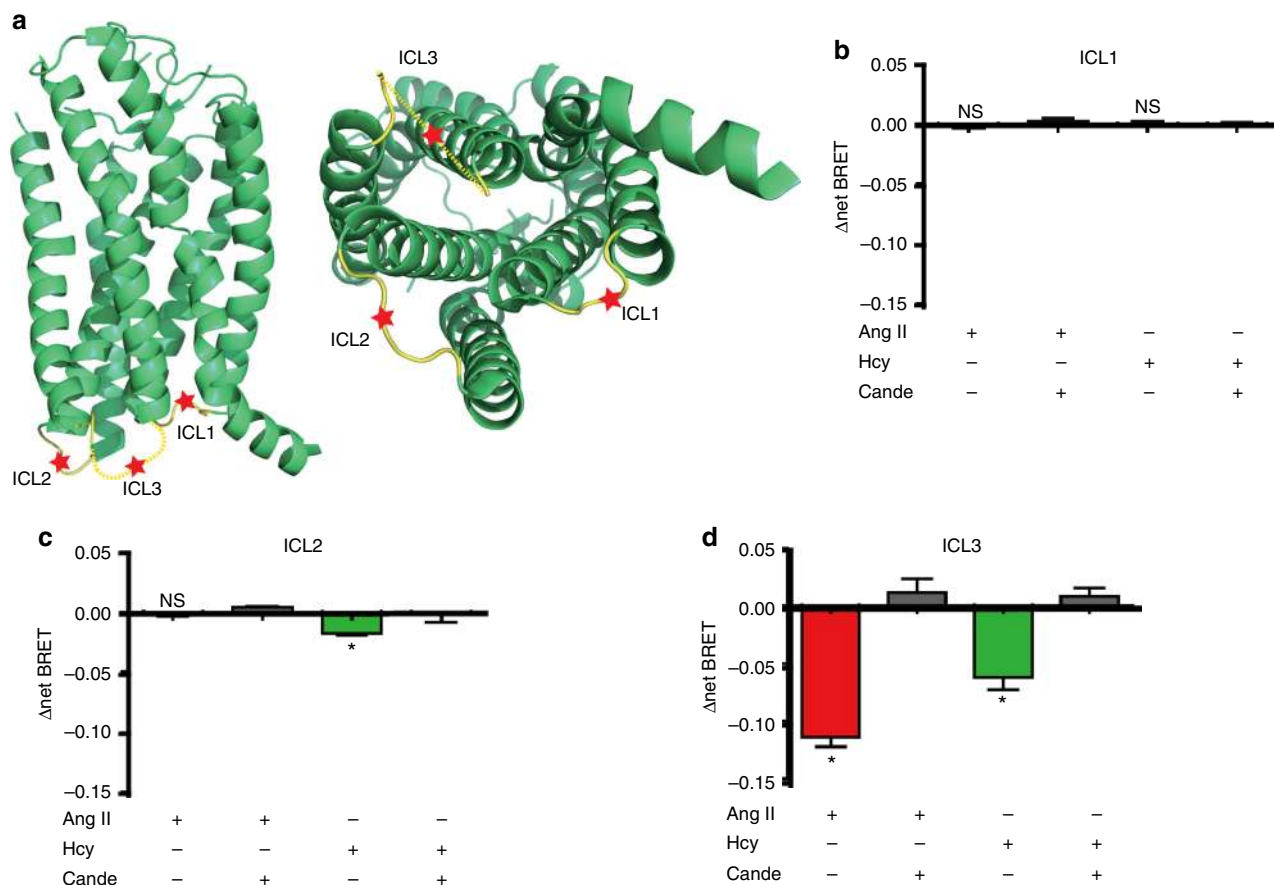 a
ICL3
ICL1
ICL2
ICL1
ICL2
ICL3
b
ICL1
0.05
NS
NS
0.00
−0.05
−0.10
−0.15
Δnet BRET
Ang II + + – –
Hcy – – + +
Cande – + – +
c
ICL2
0.05
NS
0.00
*
−0.05
−0.10
−0.15
Δnet BRET
Ang II + + – –
Hcy – – + +
Cande – + – +
d
ICL3
0.05
0.00
−0.05
*
−0.10
*
−0.15
Δnet BRET
Ang II + + – –
Hcy – – + +
Cande – + – +